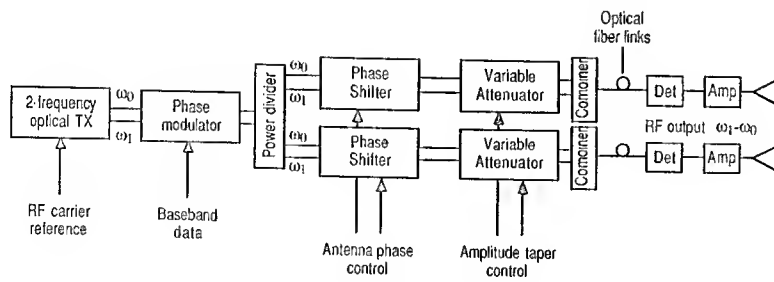 Optical
fiber links
2-frequency
optical TX
ω0
ω1
Phase
modulator
Power divider
ω0
ω1
Phase
Shifter
Variable
Attenuator
Comoiner
Det
Amp
RF output ω1-ω0
ω0
ω1
Phase
Shifter
Variable
Attenuator
Comoiner
Det
Amp
RF carrier
reference
Baseband
data
Antenna phase
control
Amplitude taper
control